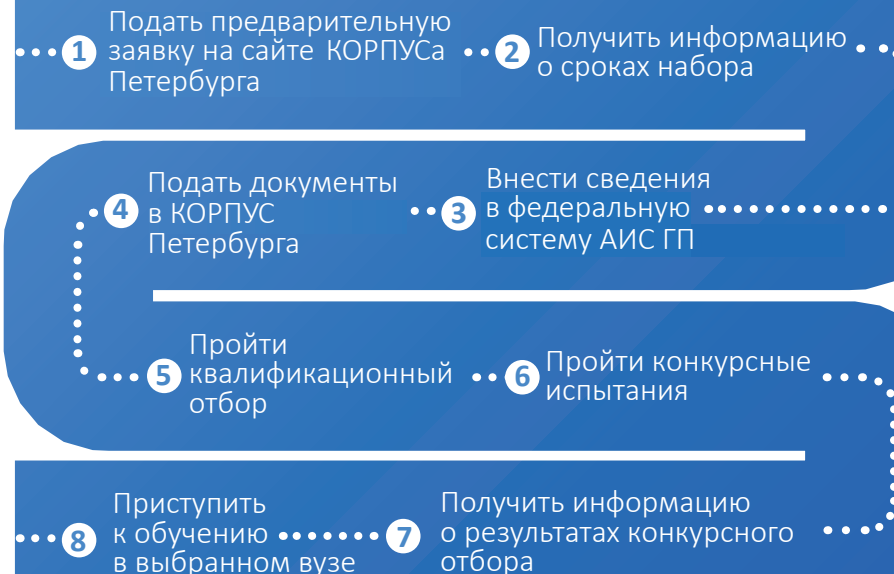 1
Подать предварительную
заявку на сайте КОРПУСа
Петербурга
2
Получить информацию
о сроках набора
3
Внести сведения
в федеральную
систему АИС ГП
4
Подать документы
в КОРПУС
Петербурга
5
Пройти
квалификационный
отбор
6
Пройти конкурсные
испытания
7
Получить информацию
о результатах конкурсного
отбора
8
Приступить
к обучению
в выбранном вузе